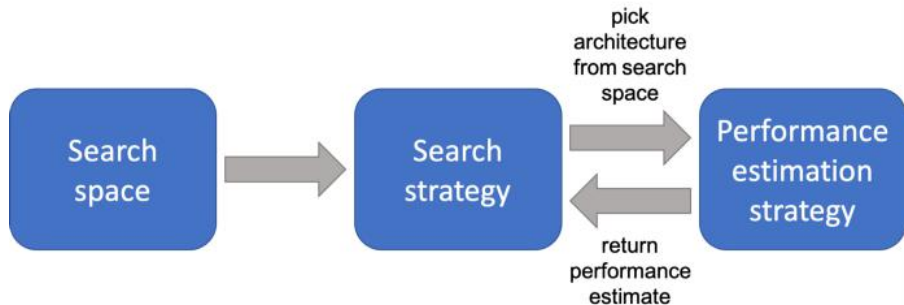 Search
space
Search
strategy
pick
architecture
from search
space
return
performance
estimate
Performance
estimation
strategy